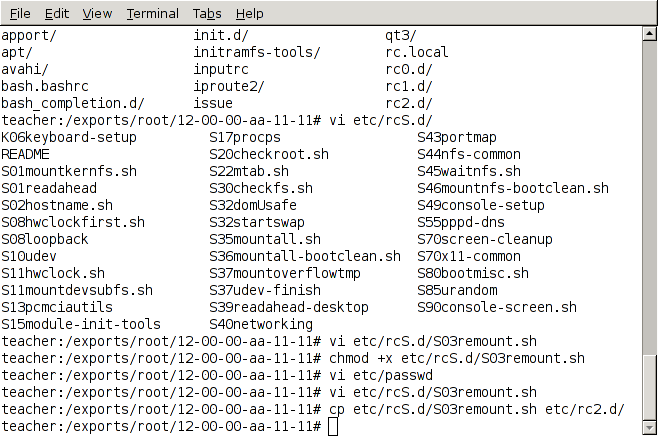 File Edit View Terminal Tabs Help
apport/ init.d/ qt3/
apt/ initramfs-tools/ rc.local
avahi/ inputrc rc0.d/
bash.bashrc iproute2/ rc1.d/
bash_completion.d/ issue rc2.d/
teacher:/exports/root/12-00-00-aa-11-11# vi etc/rcS.d/
K06keyboard-setup S17procps S43portmap
README S20checkroot.sh S44nfs-common
S01mountkernfs.sh S22mtab.sh S45waitnfs.sh
S01readahead S30checkfs.sh S46mountnfs-bootclean.sh
S02hostname.sh S32domUsafe S49console-setup
S08hwclockfirst.sh S32startswap S55pppd-dns
S08loopback S35mountall.sh S70screen-cleanup
S10udev S36mountall-bootclean.sh S70x11-common
S11hwclock.sh S37mountoverflowtmp S80bootmisc.sh
S11mountdevsubfs.sh S37udev-finish S85urandom
S13pcmciautils S39readahead-desktop S90console-screen.sh
S15module-init-tools S40networking
teacher:/exports/root/12-00-00-aa-11-11# vi etc/rcS.d/S03remount.sh
teacher:/exports/root/12-00-00-aa-11-11# chmod +x etc/rcS.d/S03remount.sh
teacher:/exports/root/12-00-00-aa-11-11# vi etc/passwd
teacher:/exports/root/12-00-00-aa-11-11# vi etc/rcS.d/S03remount.sh
teacher:/exports/root/12-00-00-aa-11-11# cp etc/rcS.d/S03remount.sh etc/rc2.d/
teacher:/exports/root/12-00-00-aa-11-11#